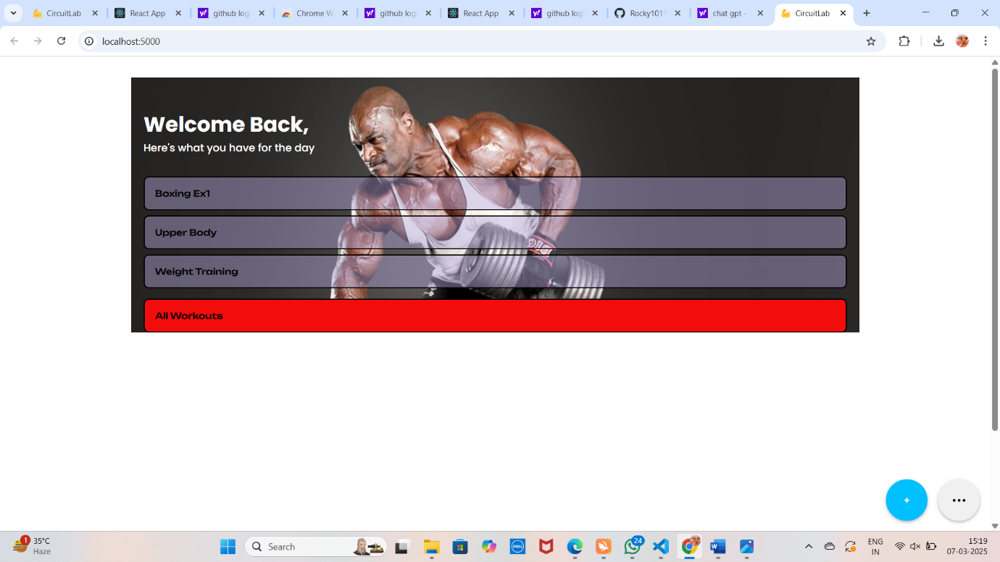 CircuitLab
React App
github log
Chrome W
github log
React App
github log
Rocky1011
chat gpt -
CircuitLab
localhost:5000
Welcome Back,
Here's what you have for the day
Boxing Ex1
Upper Body
Weight Training
All Workouts
+
...
1
35°C
Haze
Search
DELL
24
ENG
IN
15:19
07-03-2025